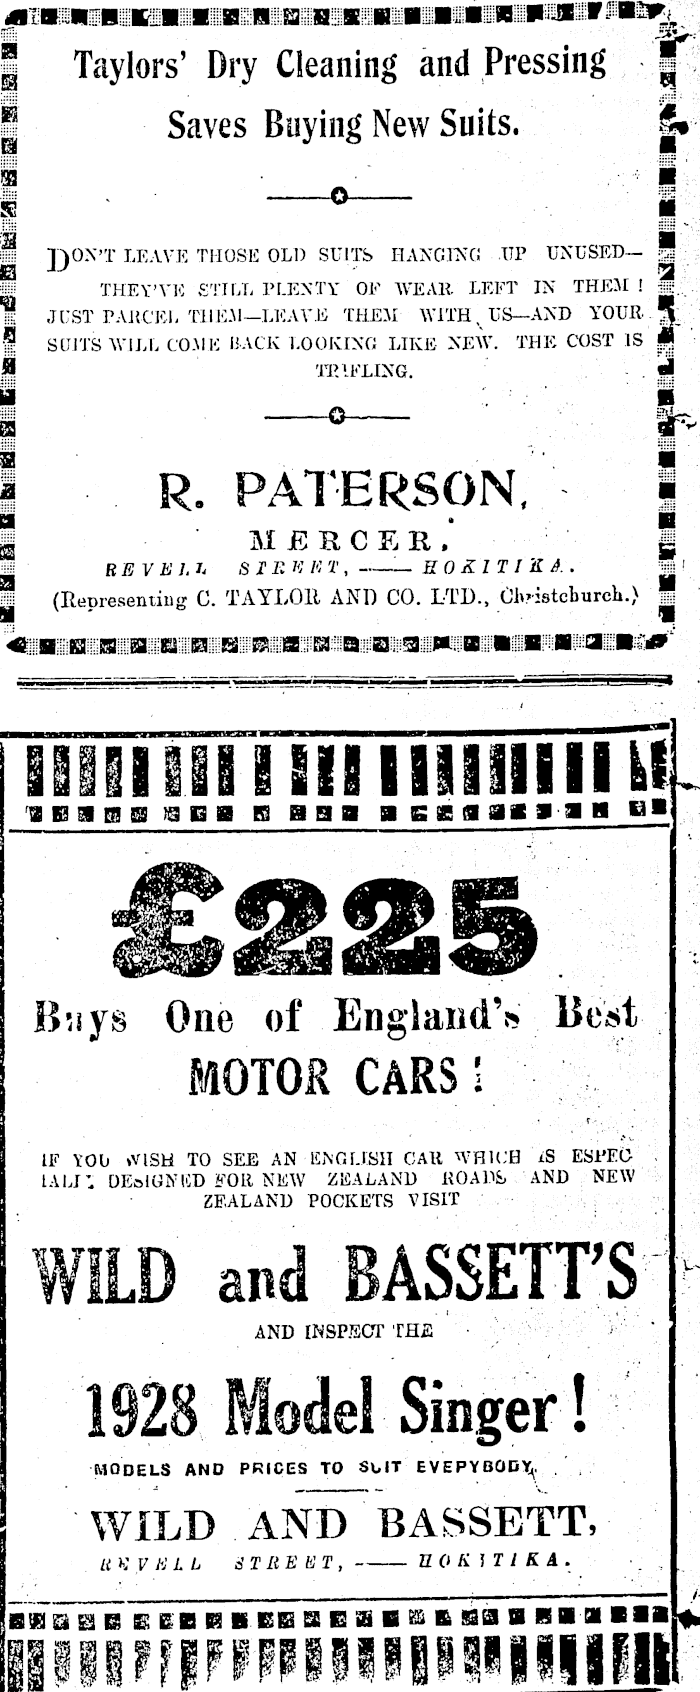 Taylors' Dry Cleaning and Pressing
Saves Buying New Suits.
DON'T LEAVE THOSE OLD SUITS HANGING UP UNUSED—
THEY'VE STILL PLENTY OF WEAR LEFT IN THEM!
JUST PARCEL THEM—LEAVE THEM WITH US—AND YOUR
SUITS WILL COME BACK LOOKING LIKE NEW. THE COST IS
TRIFLING.
R. PATERSON,
MERCER.
REVELL STREET, —— HOKITIKA.
(Representing C. TAYLOR AND CO. LTD., Christchurch.)
£225
Buys One of England's Best
MOTOR CARS!
IF YOU WISH TO SEE AN ENGLISH CAR WHICH IS ESPEC
IALLY DESIGNED FOR NEW ZEALAND ROADS AND NEW
ZEALAND POCKETS VISIT
WILD and BASSETT'S
AND INSPECT THE
1928 Model Singer!
MODELS AND PRICES TO SUIT EVERYBODY,
WILD AND BASSETT,
REVELL STREET, —— HOKITIKA.